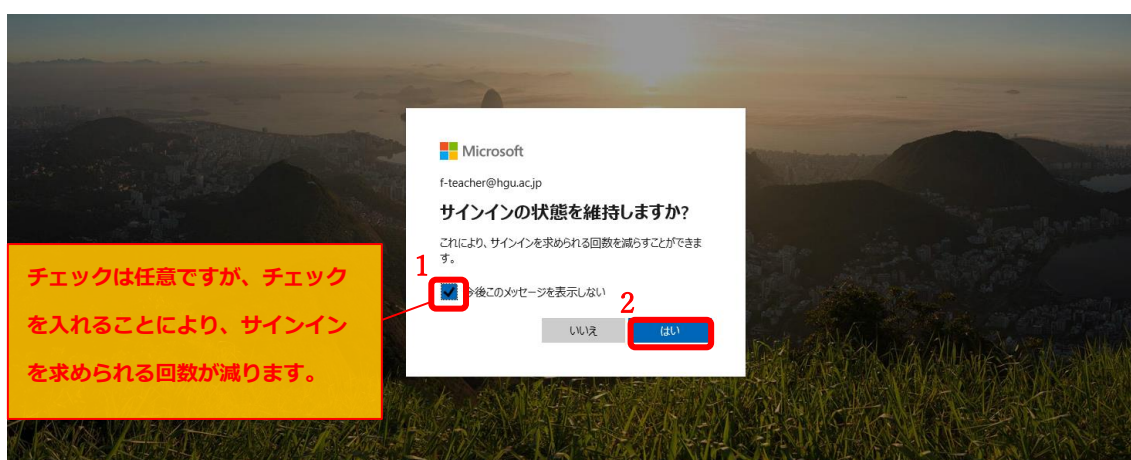 Microsoft
f-teacher@hgu.ac.jp
サインインの状態を維持しますか?
これにより、サインインを求められる回数を減らすことができま
す。
1
今後このメッセージを表示しない
2
いいえ
はい
チェックは任意ですが、チェック
を入れることにより、サインイン
を求められる回数が減ります。